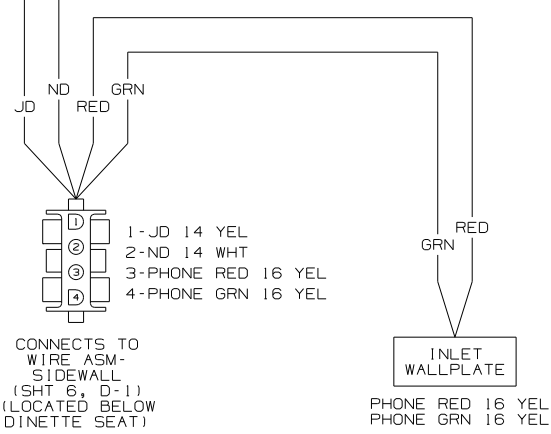 JD
ND
RED
GRN
1
2
3
4
1-JD 14 YEL
2-ND 14 WHT
3-PHONE RED 16 YEL
4-PHONE GRN 16 YEL
CONNECTS TO
WIRE ASM-
SIDEWALL
(SHT 6, D-1)
(LOCATED BELOW
DINETTE SEAT)
GRN
RED
INLET
WALLPLATE
PHONE RED 16 YEL
PHONE GRN 16 YEL